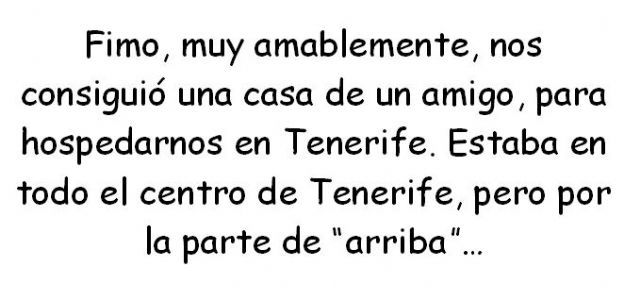 Fimo, muy amablemente, nos
consiguió una casa de un amigo, para
hospedarnos en Tenerife. Estaba en
todo el centro de Tenerife, pero por
la parte de "arriba"...